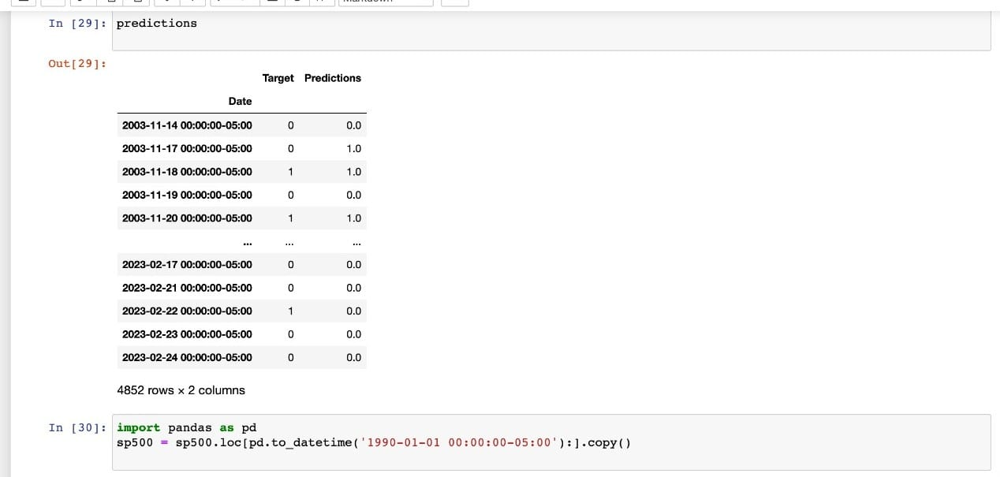 In [29]: predictions
Out[29]:
Target Predictions
Date
2003-11-14 00:00:00-05:00 0 0.0
2003-11-17 00:00:00-05:00 0 1.0
2003-11-18 00:00:00-05:00 1 1.0
2003-11-19 00:00:00-05:00 0 0.0
2003-11-20 00:00:00-05:00 1 1.0
... ... ...
2023-02-17 00:00:00-05:00 0 0.0
2023-02-21 00:00:00-05:00 0 0.0
2023-02-22 00:00:00-05:00 1 0.0
2023-02-23 00:00:00-05:00 0 0.0
2023-02-24 00:00:00-05:00 0 0.0
4852 rows × 2 columns
In [30]: import pandas as pd
sp500 = sp500.loc[pd.to_datetime('1990-01-01 00:00:00-05:00'):].copy()